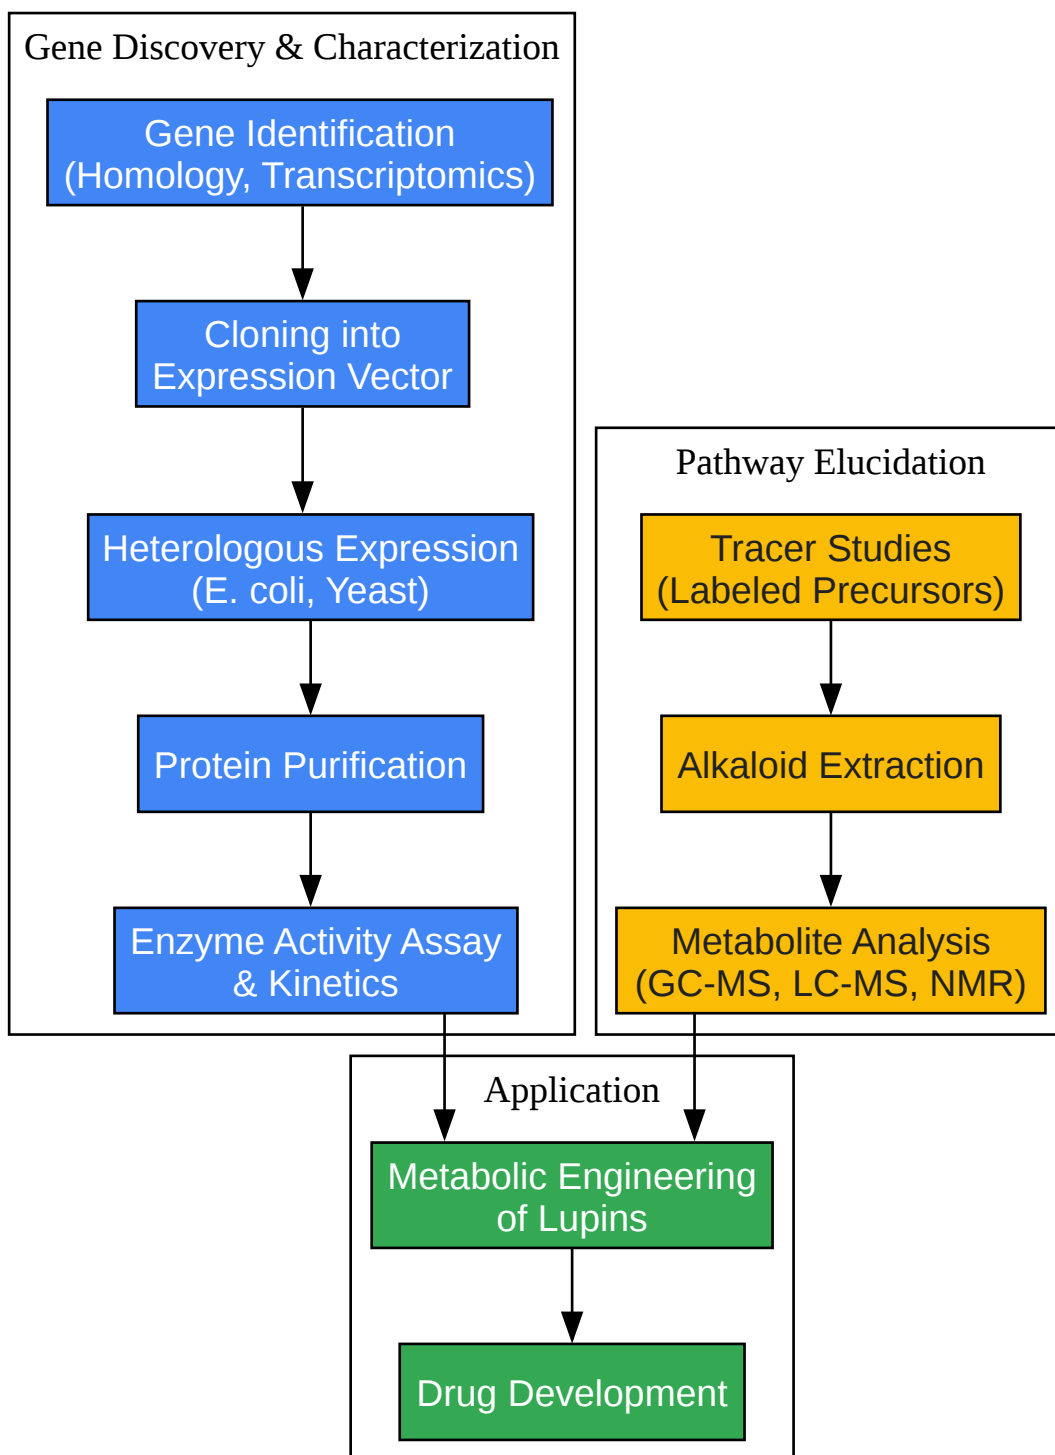 Gene Discovery & Characterization
Gene Identification
(Homology, Transcriptomics)
Cloning into
Expression Vector
Heterologous Expression
(E. coli, Yeast)
Protein Purification
Enzyme Activity Assay
& Kinetics
Pathway Elucidation
Tracer Studies
(Labeled Precursors)
Alkaloid Extraction
Metabolite Analysis
(GC-MS, LC-MS, NMR)
Application
Metabolic Engineering
of Lupins
Drug Development